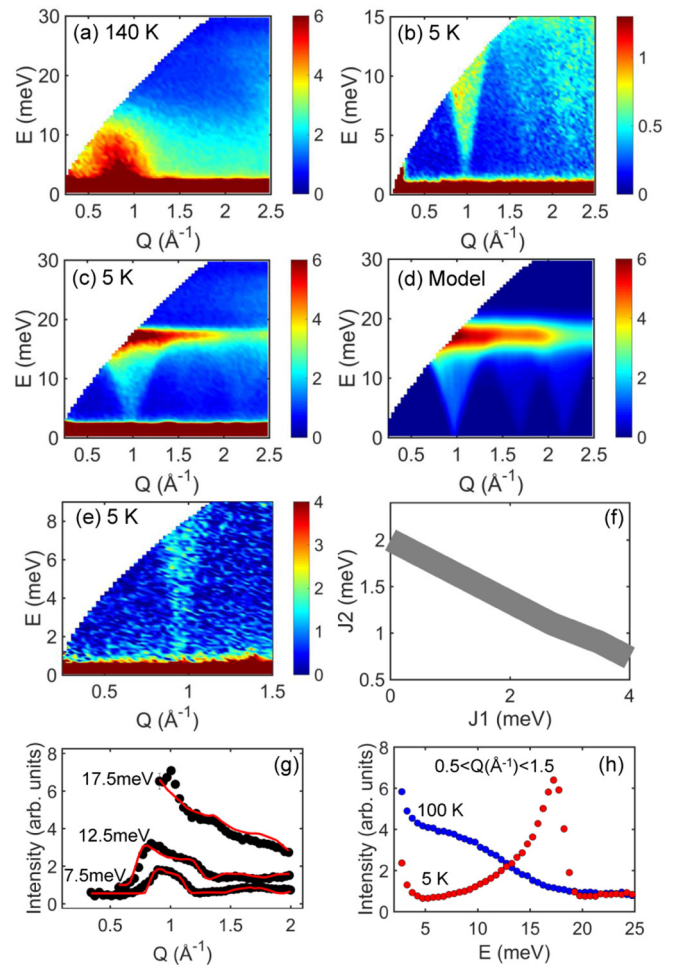 (a) 140 K
E (meV)
30
20
10
0
0.5 1 1.5 2 2.5
Q (Å⁻¹)
6
4
2
0
(b) 5 K
E (meV)
15
10
5
0
0.5 1 1.5 2 2.5
Q (Å⁻¹)
1
0.5
0
(c) 5 K
E (meV)
30
20
10
0
0.5 1 1.5 2 2.5
Q (Å⁻¹)
6
4
2
0
(d) Model
E (meV)
30
20
10
0
0.5 1 1.5 2 2.5
Q (Å⁻¹)
6
4
2
0
(e) 5 K
E (meV)
8
6
4
2
0
0.5 1 1.5
Q (Å⁻¹)
4
3
2
1
0
(f)
J2 (meV)
2
1.5
1
0.5
0 2 4
J1 (meV)
(g)
Intensity (arb. units)
8
6
4
2
0
17.5meV
12.5meV
7.5meV
0.5 1 1.5 2
Q (Å⁻¹)
(h)
0.5<Q(Å⁻¹)<1.5
Intensity (arb. units)
8
6
4
2
0
100 K
5 K
5 10 15 20 25
E (meV)